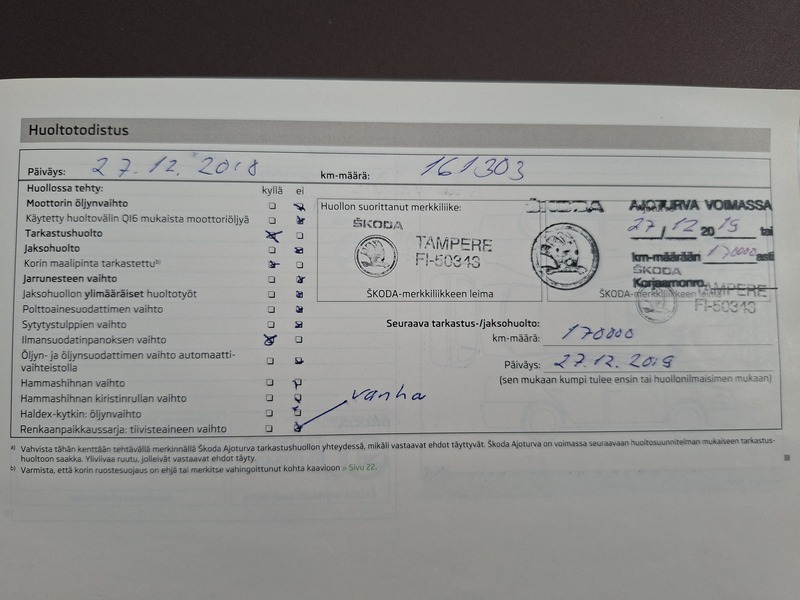 Huoltotodistus
Päiväys: 27.12.2018 km-määrä: 161303
Huollossa tehty: kyllä ei
Moottorin öljynvaihto
Käytetty huoltovälin QI6 mukaista moottoriöljyä
Tarkastushuolto
Jaksohuolto
Korin maalipinta tarkastettu b)
Jarrunesteen vaihto
Jaksohuollon ylimääräiset huoltotyöt
Polttoainesuodattimen vaihto
Sytytystulppien vaihto
Ilmansuodatinpanoksen vaihto
Öljyn- ja öljynsuodattimen vaihto automaatti-
vaihteistolla
Hammashihnan vaihto
Hammashihnan kiristinrullan vaihto
Haldex-kytkin: öljynvaihto
Renkaanpaikkaussarja: tiivisteaineen vaihto
vanha
Huollon suorittanut merkkiliike:
ŠKODA
TAMPERE
FI-50343
ŠKODA-merkkiliikkeen leima
ŠKODA
AJOTURVA VOIMASSA
27/12 2019 tai
km-määrään 170000 asti
ŠKODA
Korjaamonro.
TAMPERE
FI-50343
ŠKODA-merkkiliikkeen leima
Seuraava tarkastus-/jaksohuolto:
km-määrä: 170000
Päiväys: 27.12.2019
(sen mukaan kumpi tulee ensin tai huollonilmaisimen mukaan)
a) Vahvista tähän kenttään tehtävällä merkinnällä Škoda Ajoturva tarkastushuollon yhteydessä, mikäli vastaavat ehdot täyttyvät. Škoda Ajoturva on voimassa seuraavaan huoltosuunnitelman mukaiseen tarkastus-
huoltoon saakka. Yliviivaa ruutu, jolleivät vastaavat ehdot täyty.
b) Varmista, että korin ruostesuojaus on ehjä tai merkitse vahingoittunut kohta kaavioon » Sivu 22.